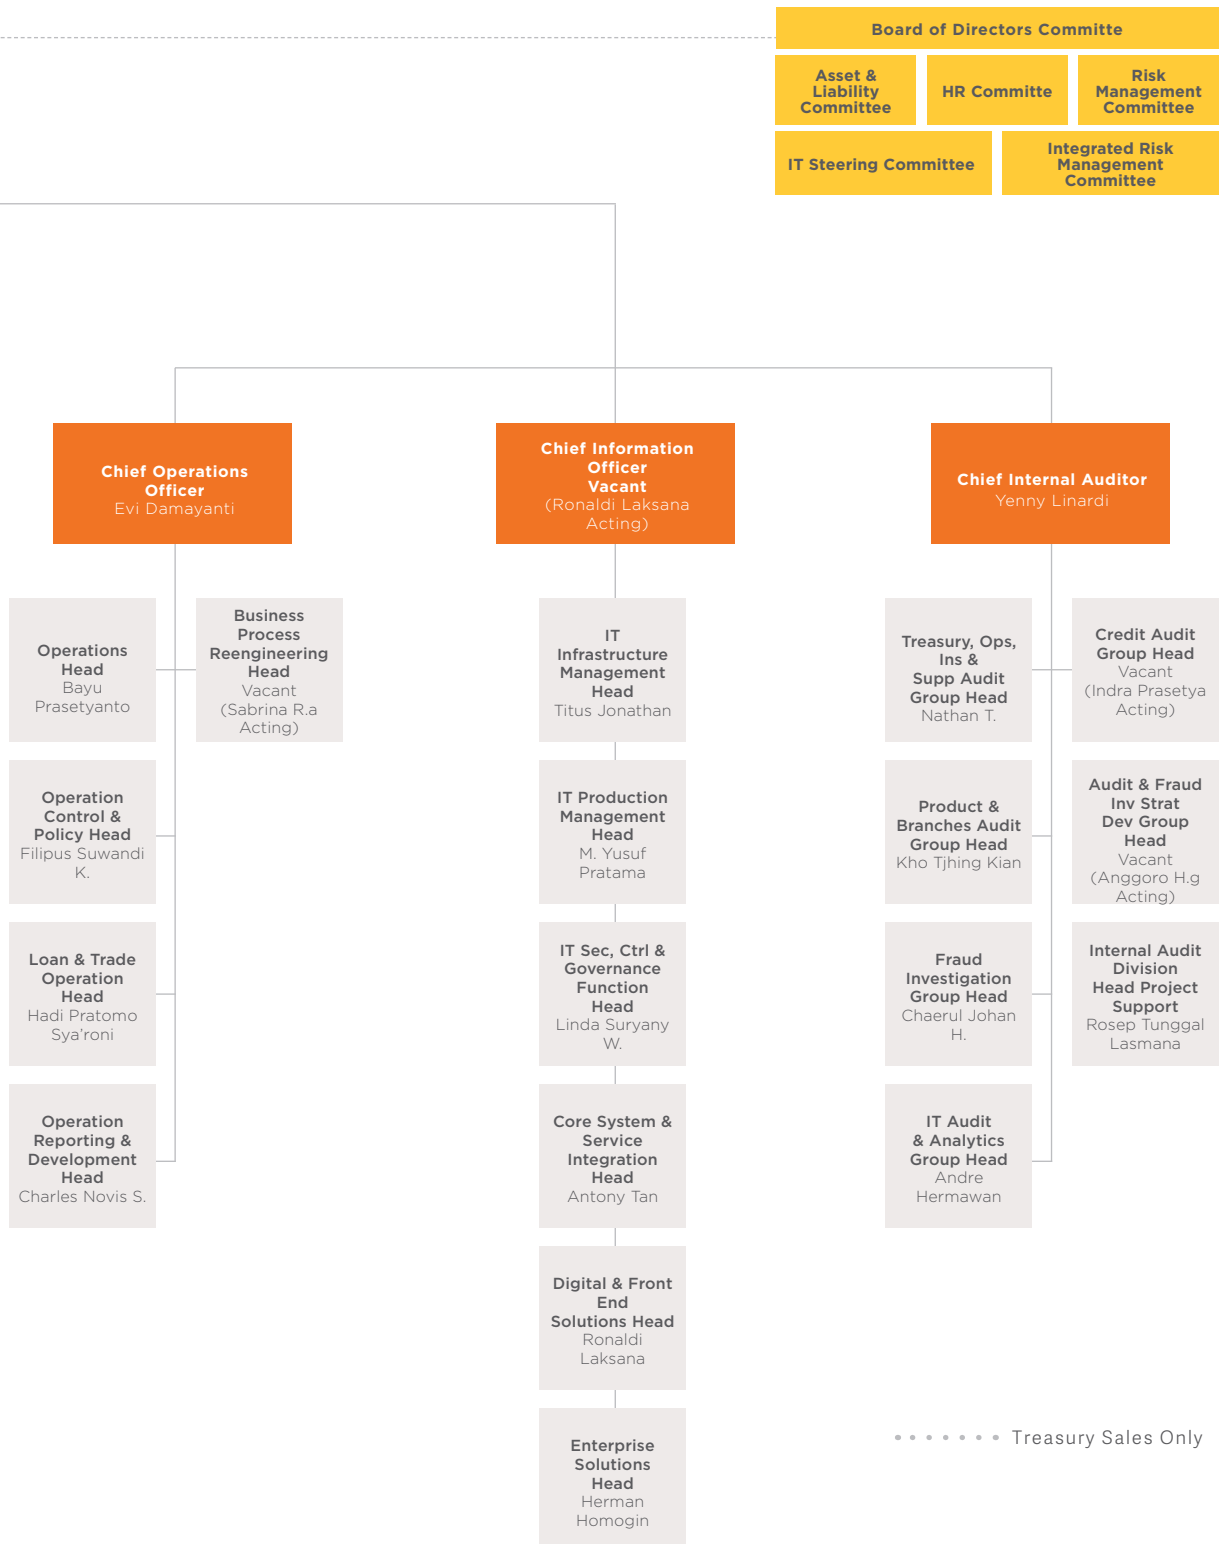 Board of Directors Committe
Asset &
Liability
Committee
HR Committe
Risk
Management
Committee
IT Steering Committee
Integrated Risk
Management
Committee
Chief Operations
Officer
Evi Damayanti
Chief Information
Officer
Vacant
(Ronaldi Laksana
Acting)
Chief Internal Auditor
Yenny Linardi
Operations
Head
Bayu
Prasetyanto
Business
Process
Reengineering
Head
Vacant
(Sabrina R.a
Acting)
Operation
Control &
Policy Head
Filipus Suwandi
K.
Loan & Trade
Operation
Head
Hadi Pratomo
Sya’roni
Operation
Reporting &
Development
Head
Charles Novis S.
IT
Infrastructure
Management
Head
Titus Jonathan
IT Production
Management
Head
M. Yusuf
Pratama
IT Sec, Ctrl &
Governance
Function
Head
Linda Suryany
W.
Core System &
Service
Integration
Head
Antony Tan
Digital & Front
End
Solutions Head
Ronaldi
Laksana
Enterprise
Solutions
Head
Herman
Homogin
Treasury, Ops,
Ins &
Supp Audit
Group Head
Nathan T.
Credit Audit
Group Head
Vacant
(Indra Prasetya
Acting)
Product &
Branches Audit
Group Head
Kho Tjhing Kian
Audit & Fraud
Inv Strat
Dev Group
Head
Vacant
(Anggoro H.g
Acting)
Fraud
Investigation
Group Head
Chaerul Johan
H.
Internal Audit
Division
Head Project
Support
Rosep Tunggal
Lasmana
IT Audit
& Analytics
Group Head
Andre
Hermawan
Treasury Sales Only